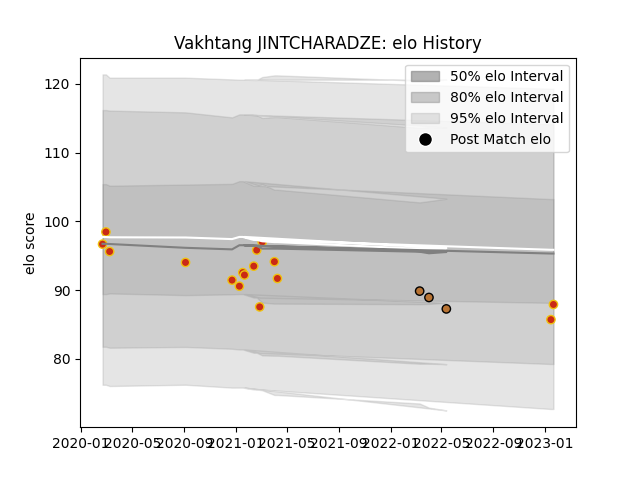 Vakhtang JINTCHARADZE: elo History
50% elo Interval
80% elo Interval
95% elo Interval
Post Match elo
elo score
120
110
100
90
80
2020-01 2020-05 2020-09 2021-01 2021-05 2021-09 2022-01 2022-05 2022-09 2023-01